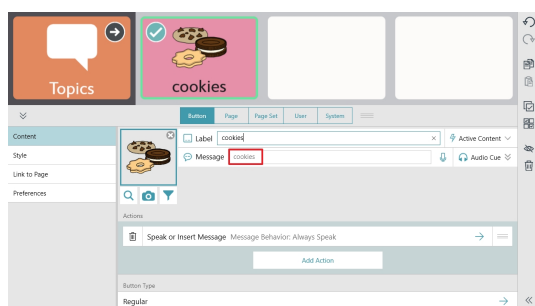 Topics
cookies
Button Page Page Set User System
Content
Style
Link to Page
Preferences
Label cookies × Active Content
Message cookies Audio Cue
Actions
Speak or Insert Message Message Behavior: Always Speak
Add Action
Button Type
Regular